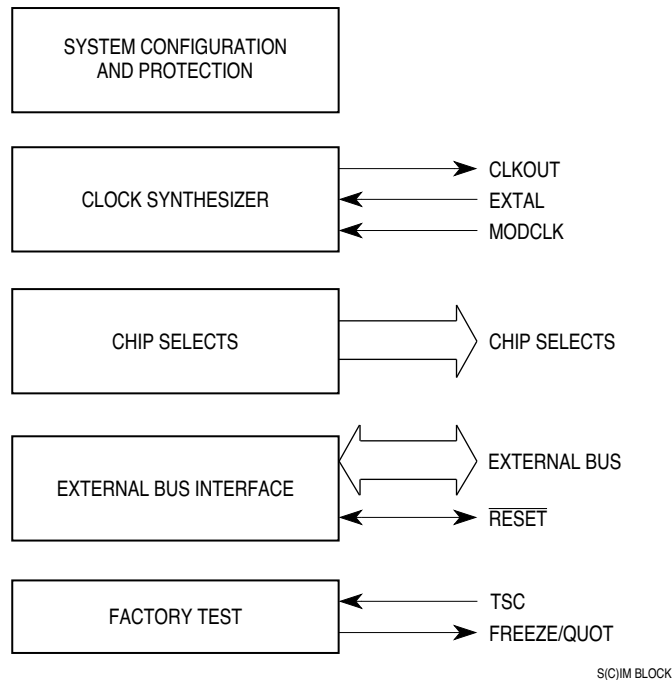 SYSTEM CONFIGURATION
AND PROTECTION
CLOCK SYNTHESIZER
CLKOUT
EXTAL
MODCLK
CHIP SELECTS
CHIP SELECTS
EXTERNAL BUS INTERFACE
EXTERNAL BUS
RESET
FACTORY TEST
TSC
FREEZE/QUOT
S(C)IM BLOCK